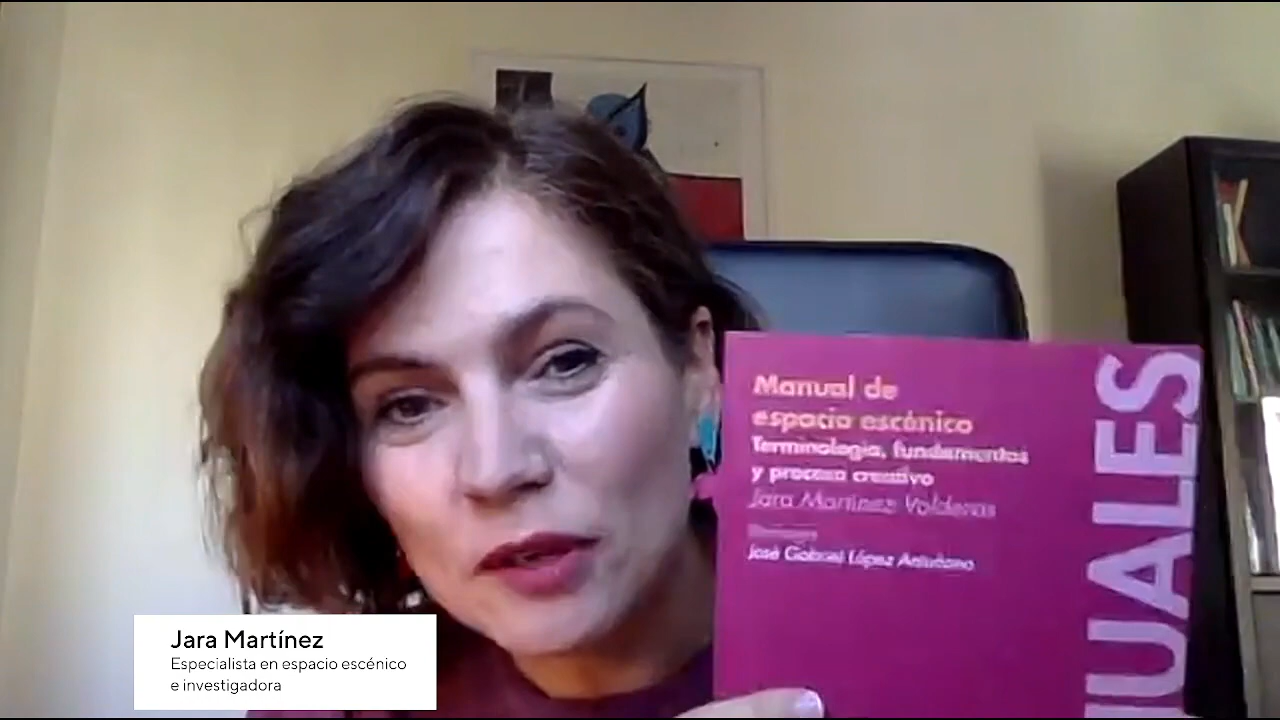 Manual de
espacio escénico
Terminología, fundamentos
y proceso creativo
Jara Martínez Valderas
José Gabriel López Antuñano
UALES
Jara Martínez
Especialista en espacio escénico
e investigadora